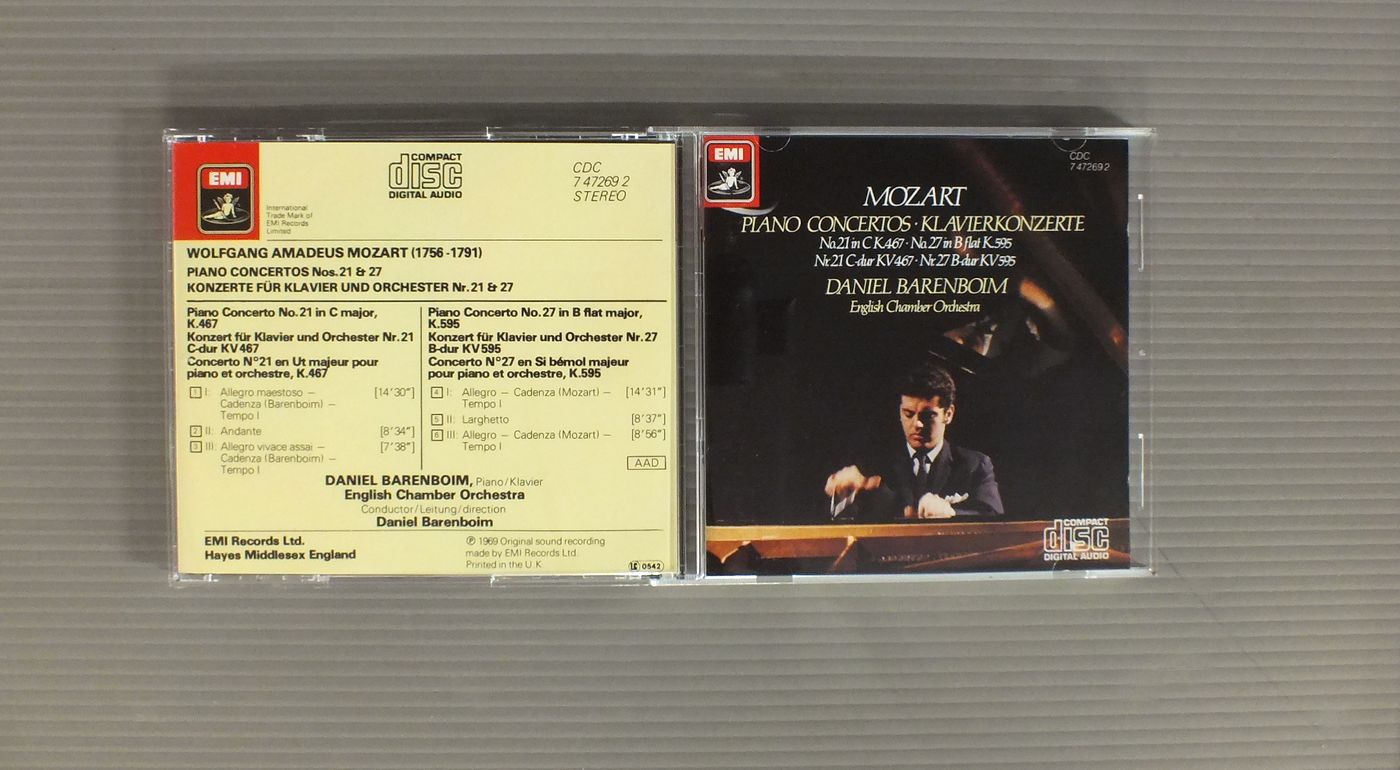 EMI
International
Trade Mark of
EMI Records
Limited
COMPACT
disc
DIGITAL AUDIO
CDC
7 47269 2
STEREO
WOLFGANG AMADEUS MOZART (1756-1791)
PIANO CONCERTOS Nos.21 & 27
KONZERTE FÜR KLAVIER UND ORCHESTER Nr.21 & 27
Piano Concerto No.21 in C major,
K.467
Konzert für Klavier und Orchester Nr.21
C-dur KV467
Concerto N°21 en Ut majeur pour
piano et orchestre, K.467
1 I: Allegro maestoso – [14'30"]
Cadenza (Barenboim) –
Tempo I
2 II: Andante [8'34"]
3 III: Allegro vivace assai – [7'38"]
Cadenza (Barenboim) –
Tempo I
Piano Concerto No.27 in B flat major,
K.595
Konzert für Klavier und Orchester Nr.27
B-dur KV595
Concerto N°27 en Si bémol majeur
pour piano et orchestre, K.595
4 I: Allegro – Cadenza (Mozart) – [14'31"]
Tempo I
5 II: Larghetto [8'37"]
6 III: Allegro – Cadenza (Mozart) – [8'56"]
Tempo I
AAD
DANIEL BARENBOIM, Piano/Klavier
English Chamber Orchestra
Conductor/Leitung/direction
Daniel Barenboim
EMI Records Ltd.
Hayes Middlesex England
℗ 1969 Original sound recording
made by EMI Records Ltd.
Printed in the U.K
LC 0542
EMI
CDC
7 47269 2
MOZART
PIANO CONCERTOS · KLAVIERKONZERTE
No.21 in C K.467 · No.27 in B flat K.595
Nr.21 C-dur KV467 · Nr.27 B-dur KV595
DANIEL BARENBOIM
English Chamber Orchestra
COMPACT
disc
DIGITAL AUDIO